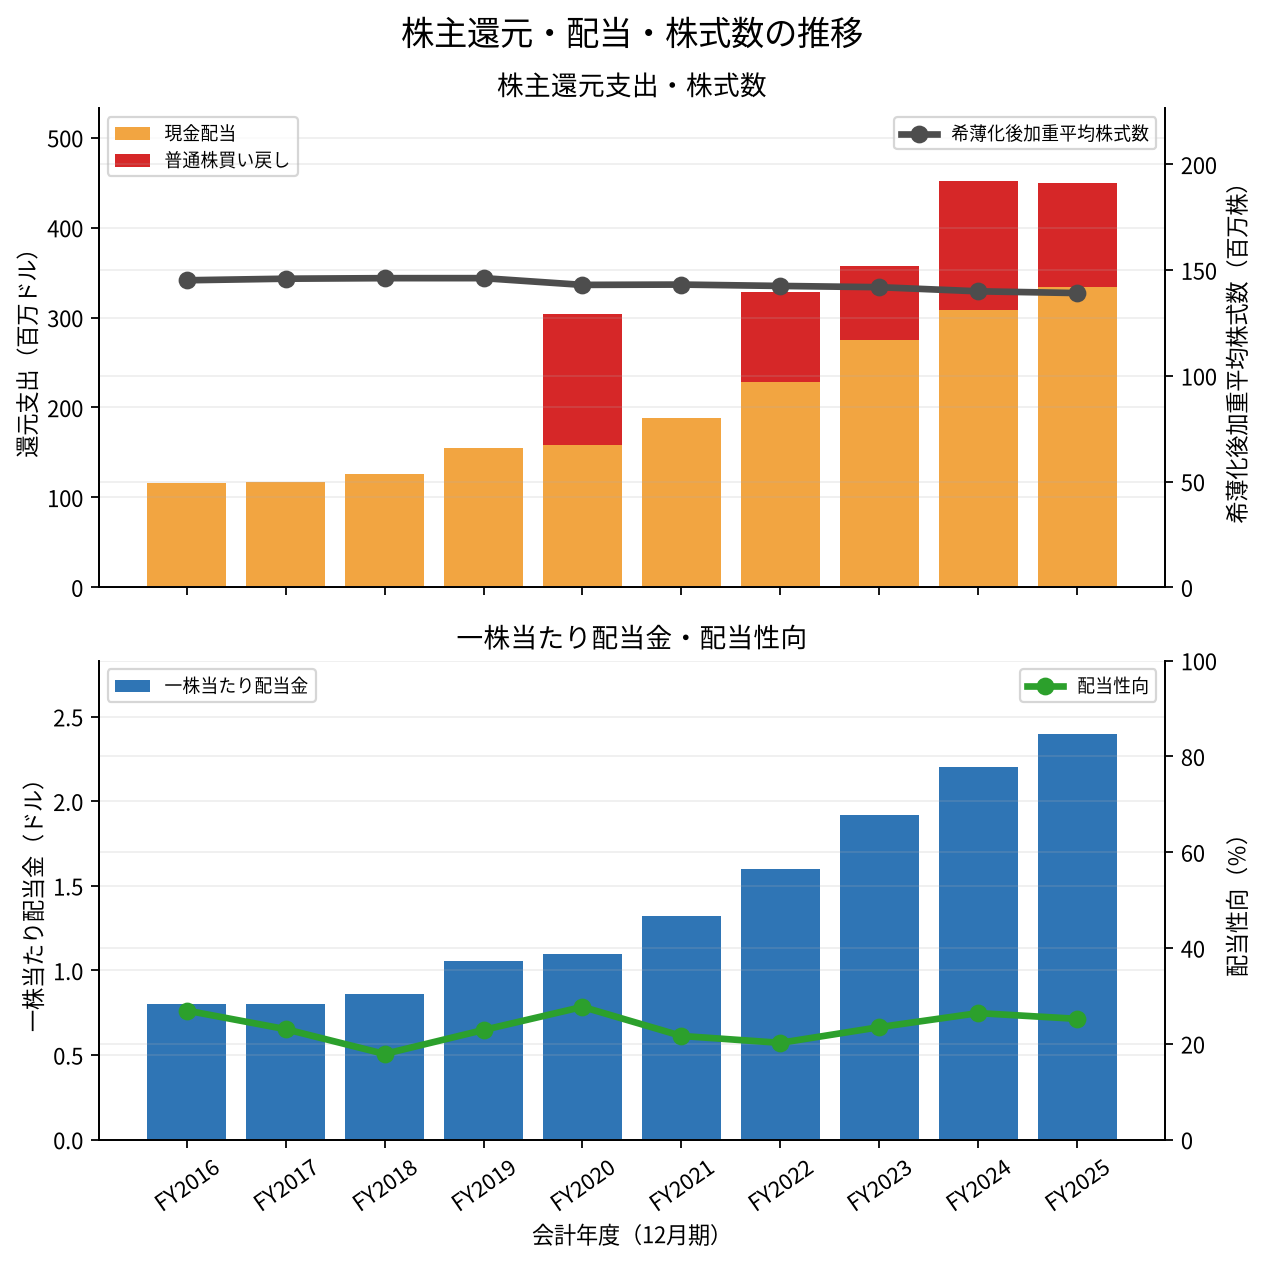 株主還元・配当・株式数の推移
株主還元支出・株式数
現金配当
普通株買い戻し
希薄化後加重平均株式数
還元支出（百万ドル）
500
400
300
200
100
0
200
150
100
50
0
希薄化後加重平均株式数（百万株）
一株当たり配当金・配当性向
一株当たり配当金
配当性向
一株当たり配当金（ドル）
2.5
2.0
1.5
1.0
0.5
0.0
100
80
60
40
20
0
配当性向（%）
FY2016
FY2017
FY2018
FY2019
FY2020
FY2021
FY2022
FY2023
FY2024
FY2025
会計年度（12月期）